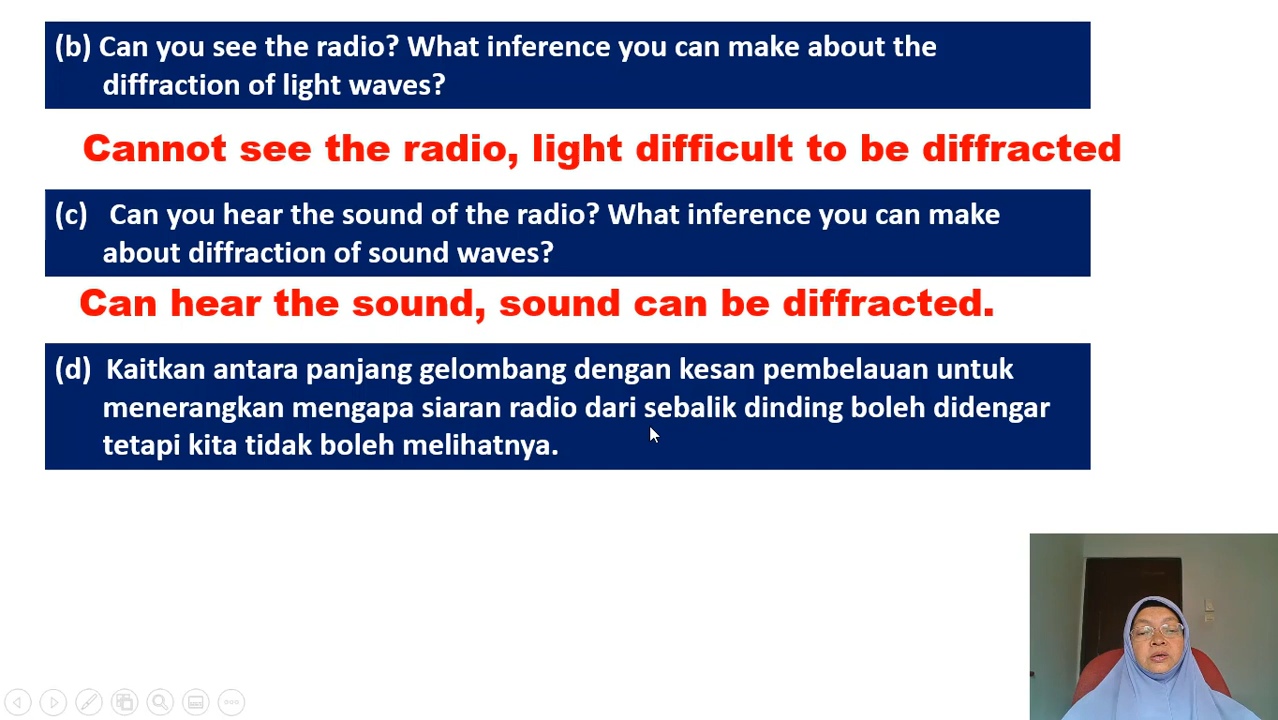 (b) Can you see the radio? What inference you can make about the
diffraction of light waves?
Cannot see the radio, light difficult to be diffracted
(c) Can you hear the sound of the radio? What inference you can make
about diffraction of sound waves?
Can hear the sound, sound can be diffracted.
(d) Kaitkan antara panjang gelombang dengan kesan pembelauan untuk
menerangkan mengapa siaran radio dari sebalik dinding boleh didengar
tetapi kita tidak boleh melihatnya.